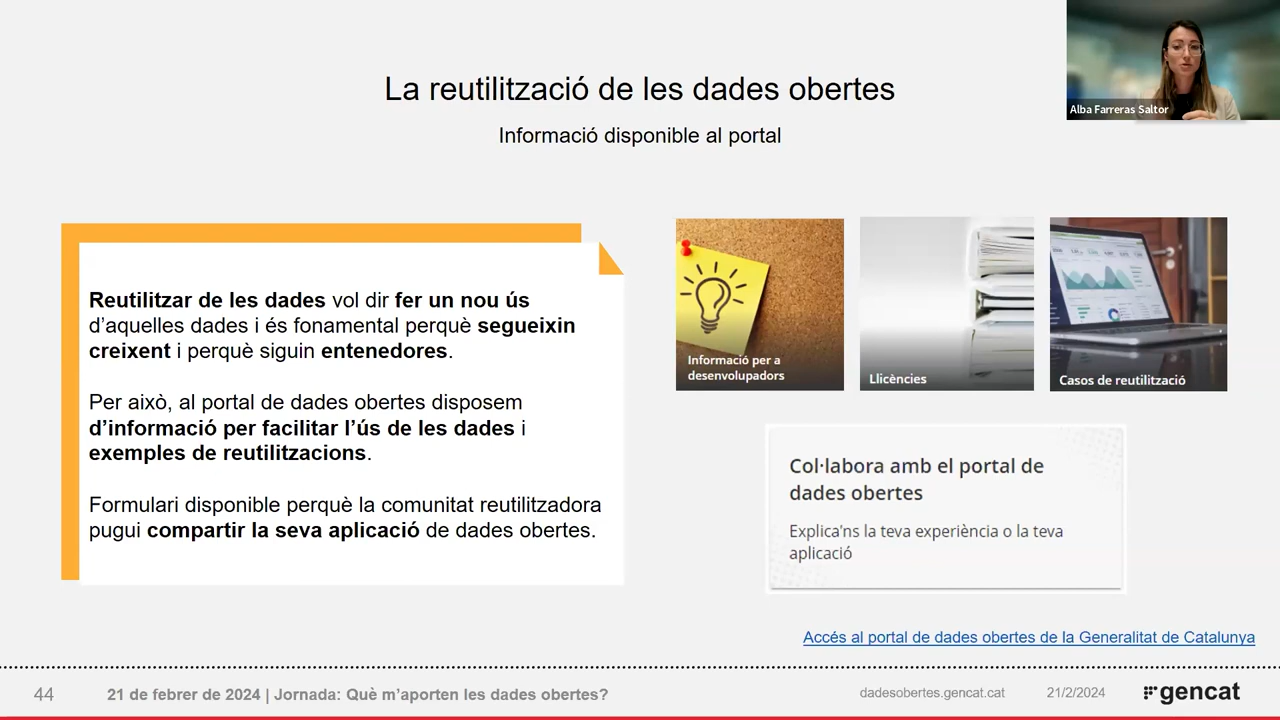 Alba Farreras Saltor
La reutilització de les dades obertes
Informació disponible al portal
Reutilitzar de les dades vol dir fer un nou ús
d’aquelles dades i és fonamental perquè segueixin
creixent i perquè siguin entenedores.
Per això, al portal de dades obertes disposem
d’informació per facilitar l’ús de les dades i
exemples de reutilitzacions.
Formulari disponible perquè la comunitat reutilitzadora
pugui compartir la seva aplicació de dades obertes.
Informació per a
desenvolupadors
Llicències
Casos de reutilització
Col·labora amb el portal de
dades obertes
Explica'ns la teva experiència o la teva
aplicació
Accés al portal de dades obertes de la Generalitat de Catalunya
44
21 de febrer de 2024 | Jornada: Què m’aporten les dades obertes?
dadesobertes.gencat.cat
21/2/2024
gencat